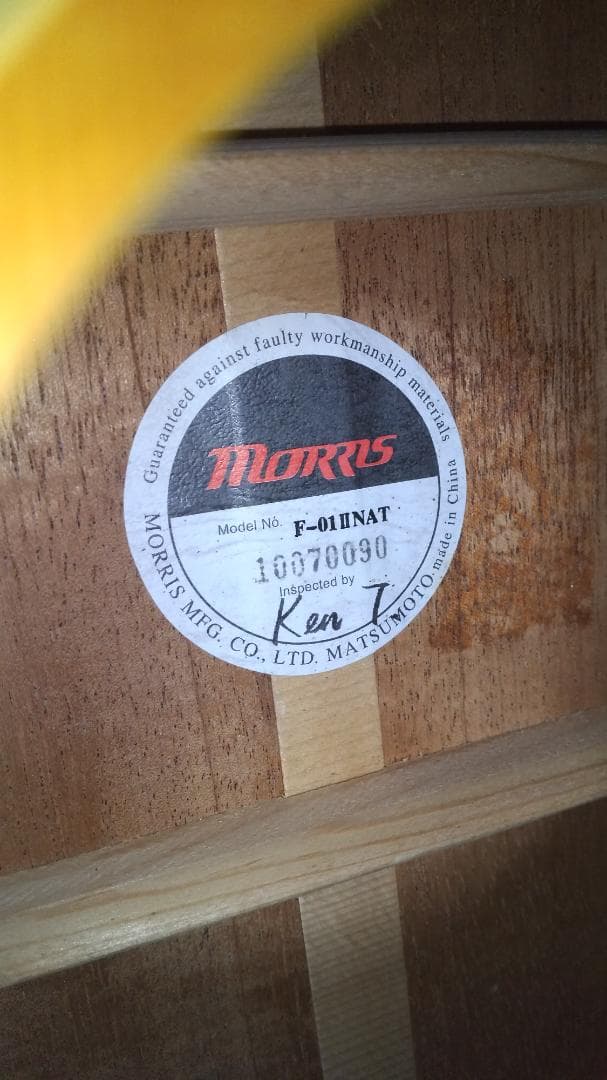 Guaranteed against faulty workmanship materials
MORRIS
Model No. F-01IINAT
10070090
Inspected by
Ken T.
MORRIS MFG. CO., LTD. MATSUMOTO. made in China